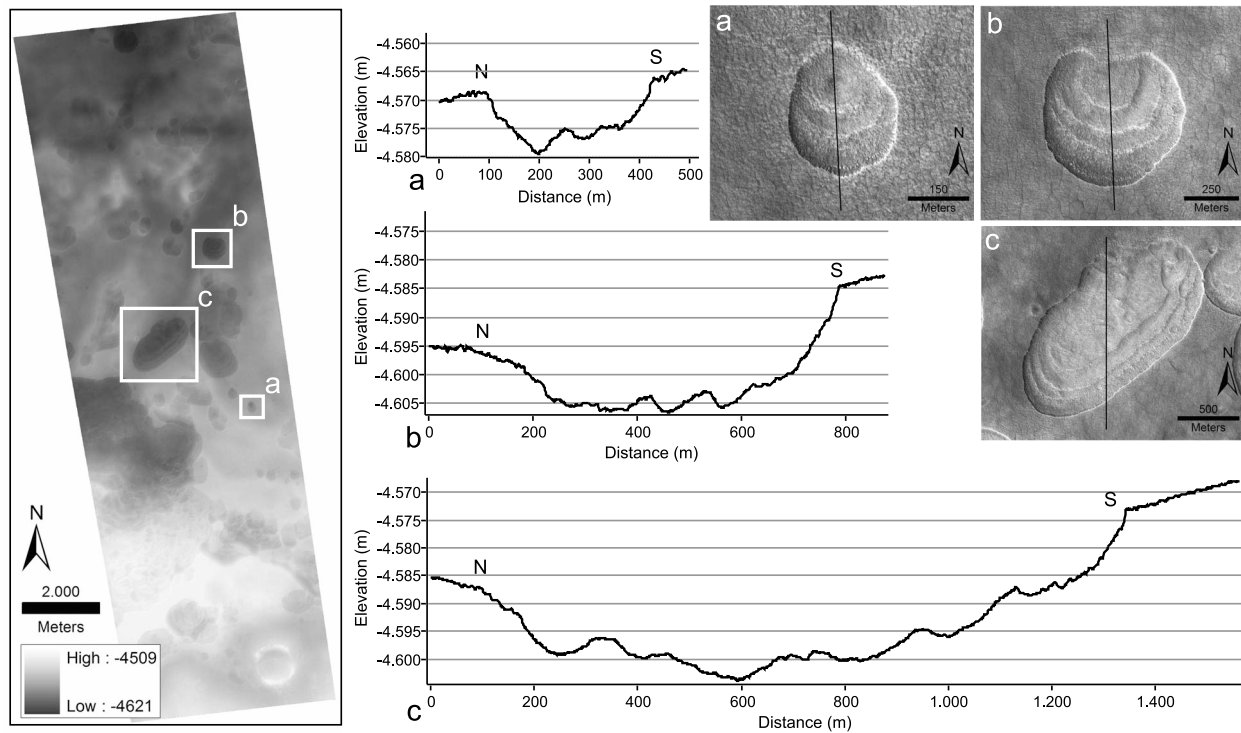 b
c
a
N
2.000
Meters
High : -4509
Low : -4621
Elevation (m)
-4.560
-4.565
-4.570
-4.575
-4.580
N
S
0 100 200 300 400 500
Distance (m)
a
a
N
150
Meters
b
N
250
Meters
Elevation (m)
-4.575
-4.580
-4.585
-4.590
-4.595
-4.600
-4.605
N
S
0 200 400 600 800
Distance (m)
b
c
N
500
Meters
Elevation (m)
-4.570
-4.575
-4.580
-4.585
-4.590
-4.595
-4.600
N
S
0 200 400 600 800 1.000 1.200 1.400
Distance (m)
c